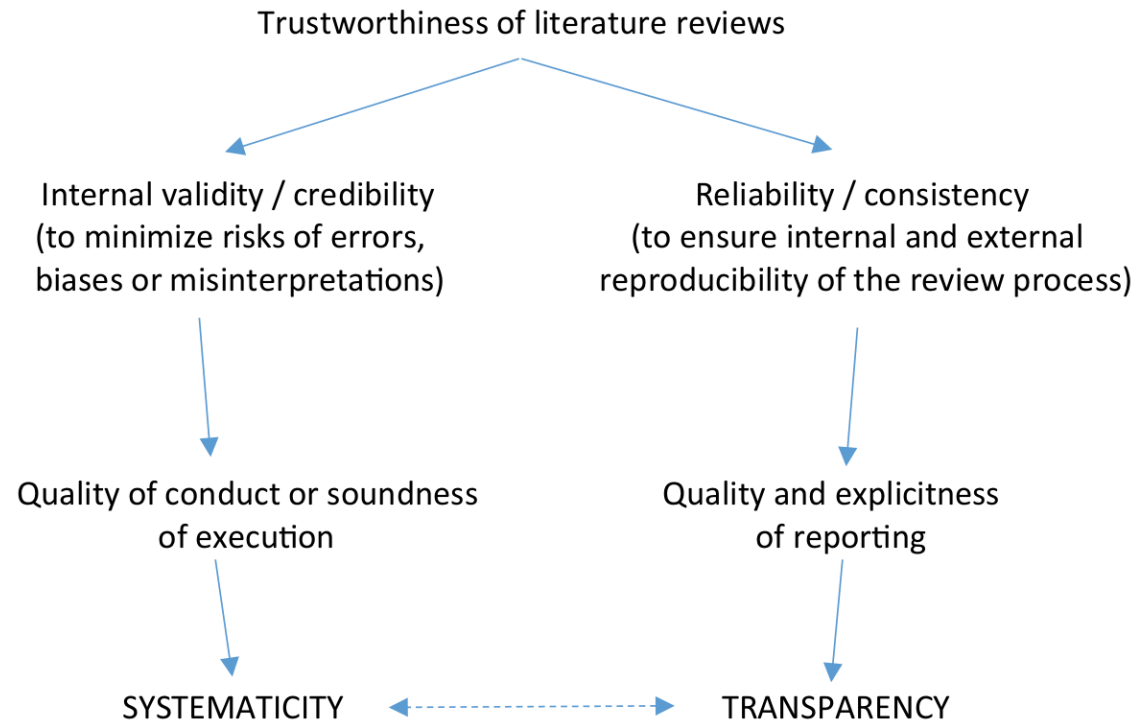 Trustworthiness of literature reviews
Internal validity / credibility
(to minimize risks of errors,
biases or misinterpretations)
Reliability / consistency
(to ensure internal and external
reproducibility of the review process)
Quality of conduct or soundness
of execution
Quality and explicitness
of reporting
SYSTEMATICITY
TRANSPARENCY